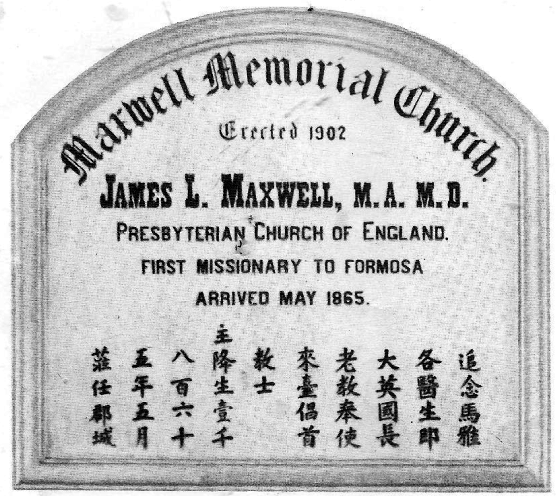 Maxwell Memorial Church.
Erected 1902
JAMES L. MAXWELL, M.A. M.D.
PRESBYTERIAN CHURCH OF ENGLAND.
FIRST MISSIONARY TO FORMOSA
ARRIVED MAY 1865.
追念馬雅
各醫生即
大英國長
老教奉使
來臺倡首
教士
主降生壹千
八百六十
五年五月
蒞任郡城